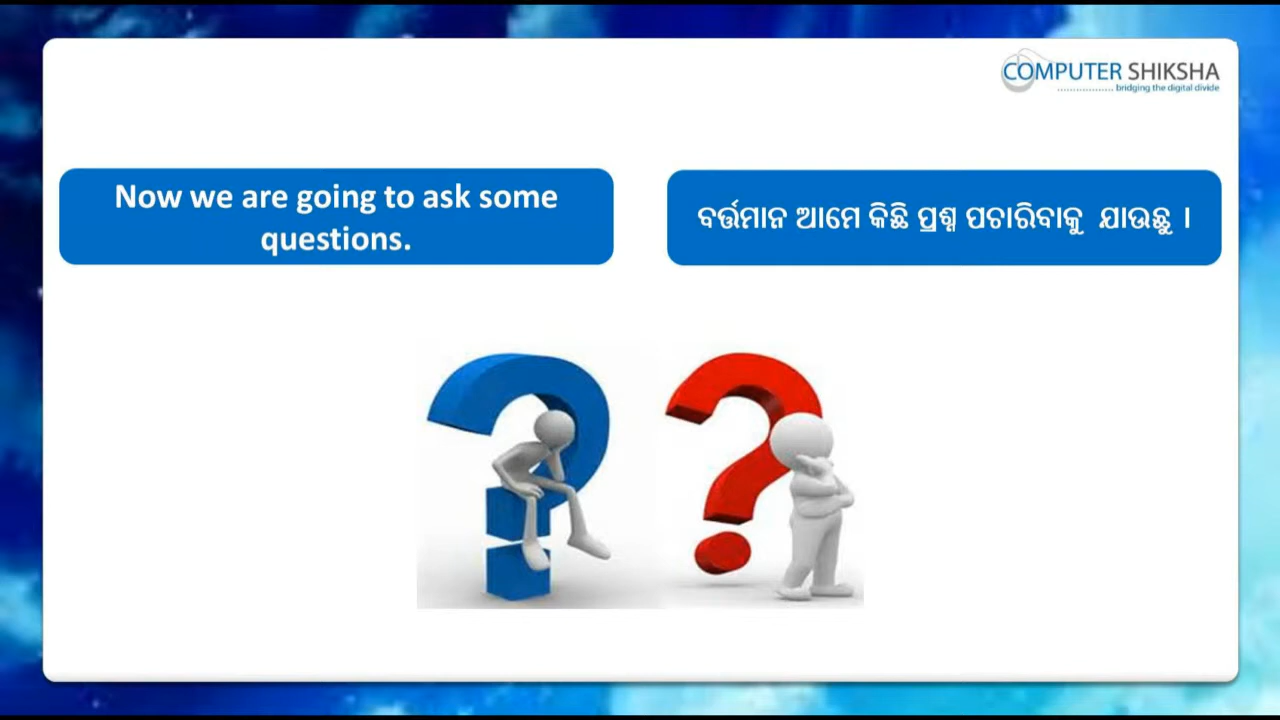 COMPUTER SHIKSHA
.................. bridging the digital divide
Now we are going to ask some
questions.
ବର୍ତ୍ତମାନ ଆମେ କିଛି ପ୍ରଶ୍ନ ପଚାରିବାକୁ ଯାଉଛୁ ।